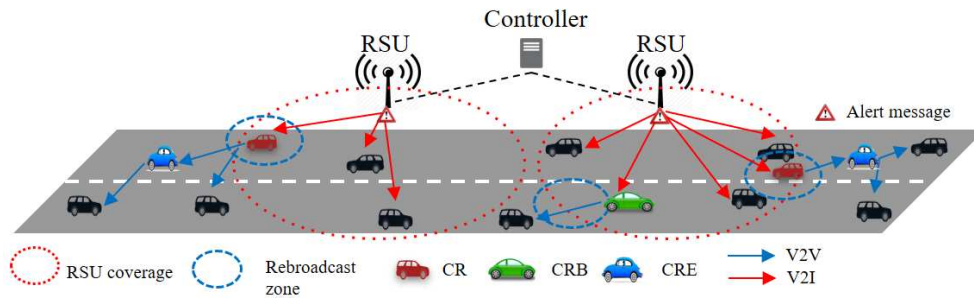 Controller
RSU
RSU
Alert message
RSU coverage
Rebroadcast
zone
CR
CRB
CRE
V2V
V2I